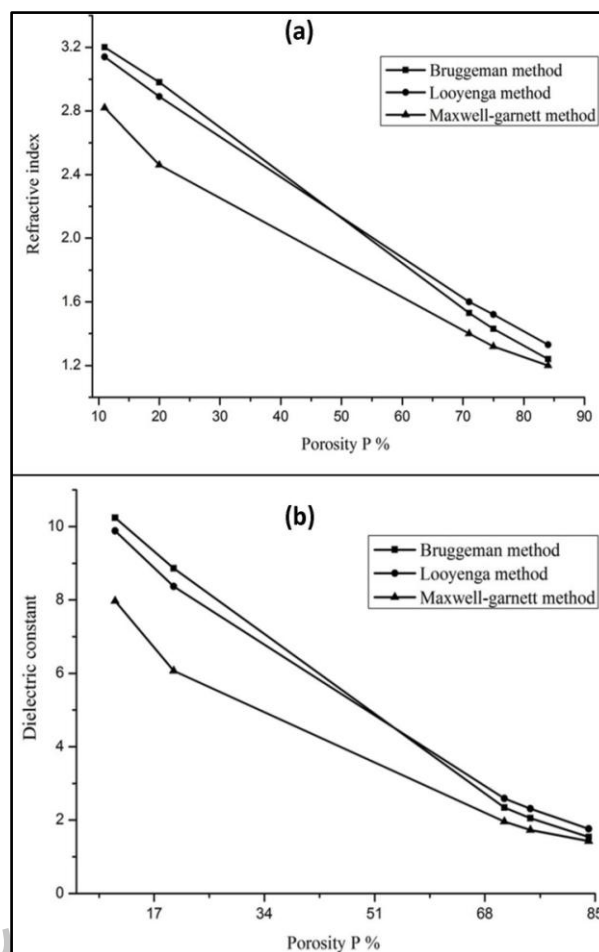 (a)
Bruggeman method
Looyenga method
Maxwell-garnett method
Refractive index
3.2
2.8
2.4
2.0
1.6
1.2
10 20 30 40 50 60 70 80 90
Porosity P %
(b)
Bruggeman method
Looyenga method
Maxwell-garnett method
Dielectric constant
10
8
6
4
2
0
17 34 51 68 85
Porosity P %